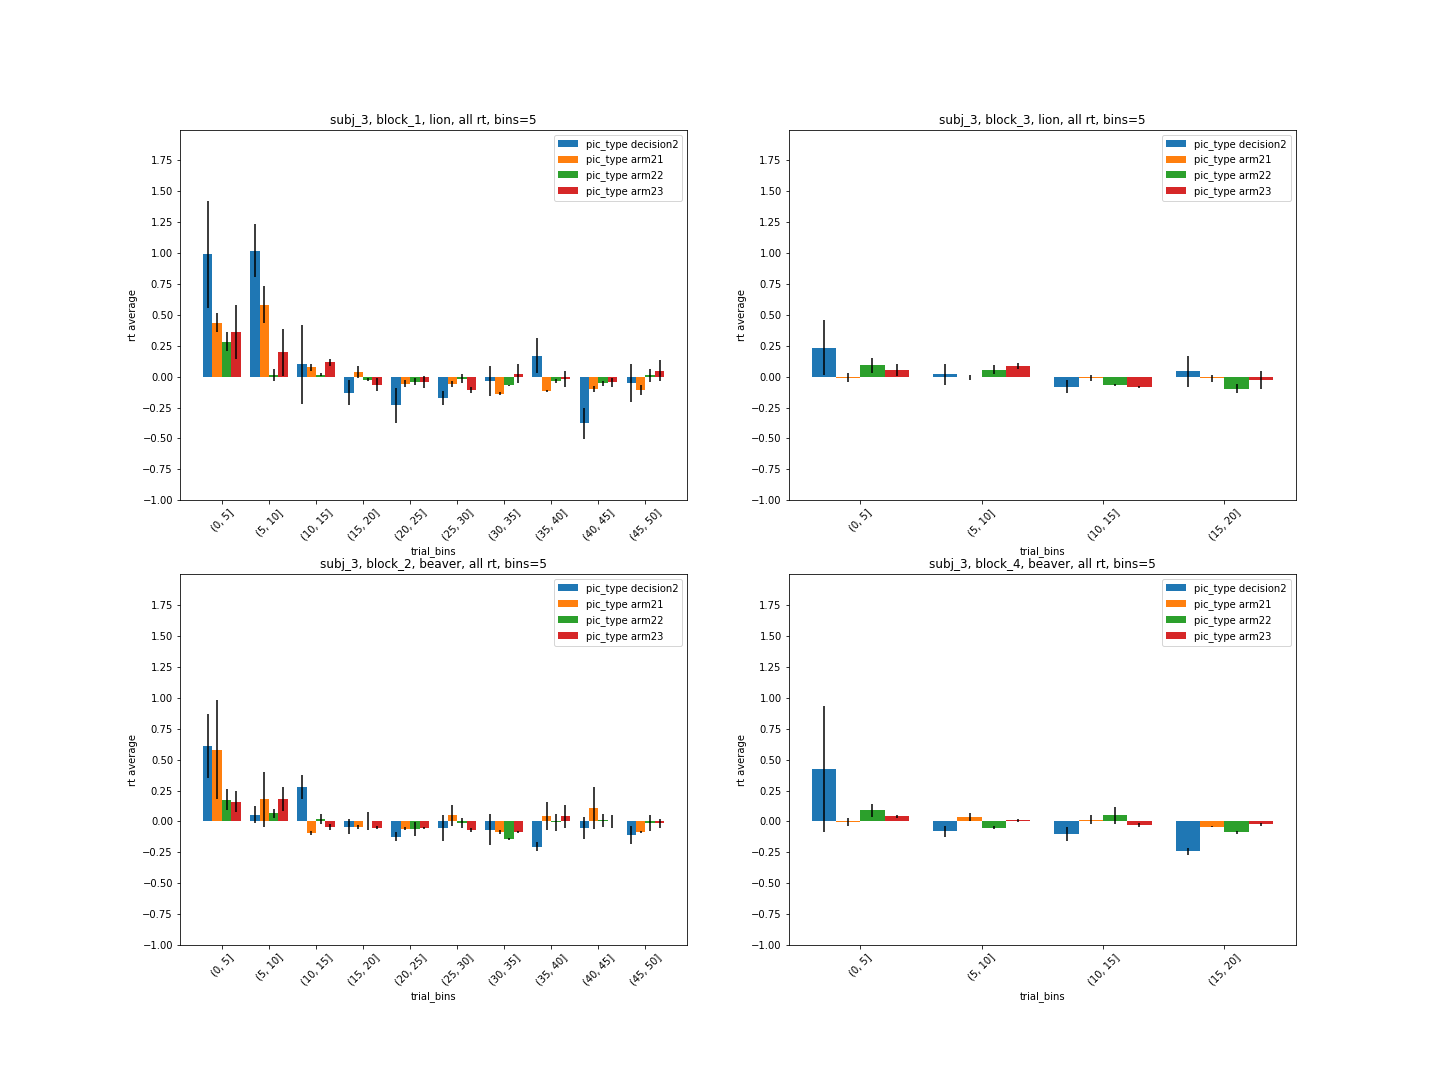 subj_3, block_1, lion, all rt, bins=5
pic_type decision2
pic_type arm21
pic_type arm22
pic_type arm23
1.75
1.50
1.25
1.00
0.75
0.50
0.25
0.00
−0.25
−0.50
−0.75
−1.00
rt average
(0, 5]
(5, 10]
(10, 15]
(15, 20]
(20, 25]
(25, 30]
(30, 35]
(35, 40]
(40, 45]
(45, 50]
trial_bins
subj_3, block_3, lion, all rt, bins=5
pic_type decision2
pic_type arm21
pic_type arm22
pic_type arm23
1.75
1.50
1.25
1.00
0.75
0.50
0.25
0.00
−0.25
−0.50
−0.75
−1.00
rt average
(0, 5]
(5, 10]
(10, 15]
(15, 20]
trial_bins
subj_3, block_2, beaver, all rt, bins=5
pic_type decision2
pic_type arm21
pic_type arm22
pic_type arm23
1.75
1.50
1.25
1.00
0.75
0.50
0.25
0.00
−0.25
−0.50
−0.75
−1.00
rt average
(0, 5]
(5, 10]
(10, 15]
(15, 20]
(20, 25]
(25, 30]
(30, 35]
(35, 40]
(40, 45]
(45, 50]
trial_bins
subj_3, block_4, beaver, all rt, bins=5
pic_type decision2
pic_type arm21
pic_type arm22
pic_type arm23
1.75
1.50
1.25
1.00
0.75
0.50
0.25
0.00
−0.25
−0.50
−0.75
−1.00
rt average
(0, 5]
(5, 10]
(10, 15]
(15, 20]
trial_bins